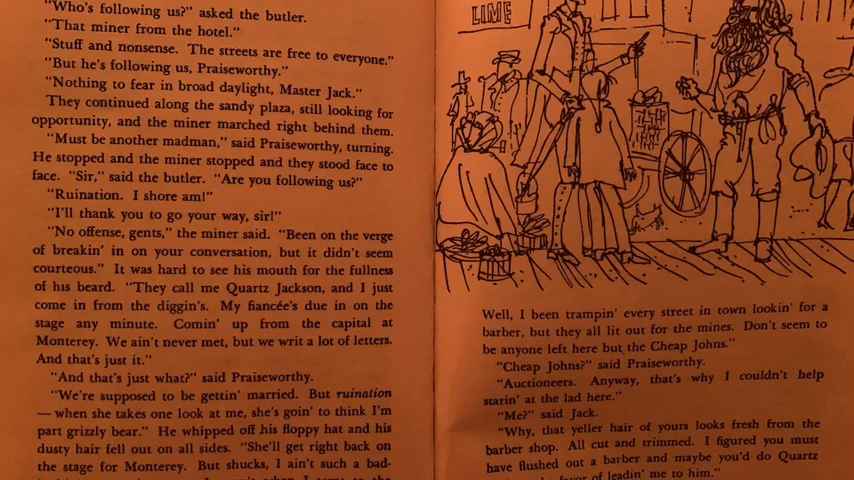 "Who's following us?" asked the butler.
"That miner from the hotel."
"Stuff and nonsense. The streets are free to everyone."
"But he's following us, Praiseworthy."
"Nothing to fear in broad daylight, Master Jack."
They continued along the sandy plaza, still looking for
opportunity, and the miner marched right behind them.
"Must be another madman," said Praiseworthy, turning.
He stopped and the miner stopped and they stood face to
face. "Sir," said the butler. "Are you following us?"
"Ruination. I shore am!"
"I'll thank you to go your way, sir!"
"No offense, gents," the miner said. "Been on the verge
of breakin' in on your conversation, but it didn't seem
courteous." It was hard to see his mouth for the fullness
of his beard. "They call me Quartz Jackson, and I just
come in from the diggin's. My fiancée's due in on the
stage any minute. Comin' up from the capital at
Monterey. We ain't never met, but we writ a lot of letters.
And that's just it."
"And that's just what?" said Praiseworthy.
"We're supposed to be gettin' married. But ruination
—when she takes one look at me, she's goin' to think I'm
part grizzly bear." He whipped off his floppy hat and his
dusty hair fell out on all sides. "She'll get right back on
the stage for Monterey. But shucks, I ain't such a bad-
LIME
Well, I been trampin' every street in town lookin' for a
barber, but they all lit out for the mines. Don't seem to
be anyone left here but the Cheap Johns."
"Cheap Johns?" said Praiseworthy.
"Auctioneers. Anyway, that's why I couldn't help
starin' at the lad here."
"Me?" said Jack.
"Why, that yeller hair of yours looks fresh from the
barber shop. All cut and trimmed. I figured you must
have flushed out a barber and maybe you'd do Quartz
favor of leadin' me to him."